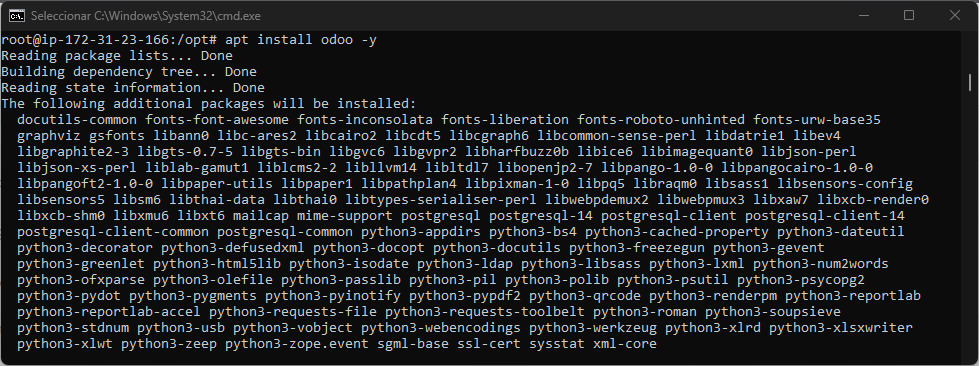 Seleccionar C:\Windows\System32\cmd.exe
root@ip-172-31-23-166:/opt# apt install odoo -y
Reading package lists... Done
Building dependency tree... Done
Reading state information... Done
The following additional packages will be installed:
  docutils-common fonts-font-awesome fonts-inconsolata fonts-liberation fonts-roboto-unhinted fonts-urw-base35
  graphviz gsfonts libann0 libc-ares2 libcairo2 libcdt5 libcgraph6 libcommon-sense-perl libdatrie1 libev4
  libgraphite2-3 libgts-0.7-5 libgts-bin libgvc6 libgvpr2 libharfbuzz0b libice6 libimagequant0 libjson-perl
  libjson-xs-perl liblab-gamut1 liblcms2-2 libllvm14 libltdl7 libopenjp2-7 libpango-1.0-0 libpangocairo-1.0-0
  libpangoft2-1.0-0 libpaper-utils libpaper1 libpathplan4 libpixman-1-0 libpq5 libraqm0 libsass1 libsensors-config
  libsensors5 libsm6 libthai-data libthai0 libtypes-serialiser-perl libwebpdemux2 libwebpmux3 libxaw7 libxcb-render0
  libxcb-shm0 libxmu6 libxt6 mailcap mime-support postgresql postgresql-14 postgresql-client postgresql-client-14
  postgresql-client-common postgresql-common python3-appdirs python3-bs4 python3-cached-property python3-dateutil
  python3-decorator python3-defusedxml python3-docopt python3-docutils python3-freezegun python3-gevent
  python3-greenlet python3-html5lib python3-isodate python3-ldap python3-libsass python3-lxml python3-num2words
  python3-ofxparse python3-olefile python3-passlib python3-pil python3-polib python3-psutil python3-psycopg2
  python3-pydot python3-pygments python3-pyinotify python3-pypdf2 python3-qrcode python3-renderpm python3-reportlab
  python3-reportlab-accel python3-requests-file python3-requests-toolbelt python3-roman python3-soupsieve
  python3-stdnum python3-usb python3-vobject python3-webencodings python3-werkzeug python3-xlrd python3-xlsxwriter
  python3-xlwt python3-zeep python3-zope.event sgml-base ssl-cert sysstat xml-core